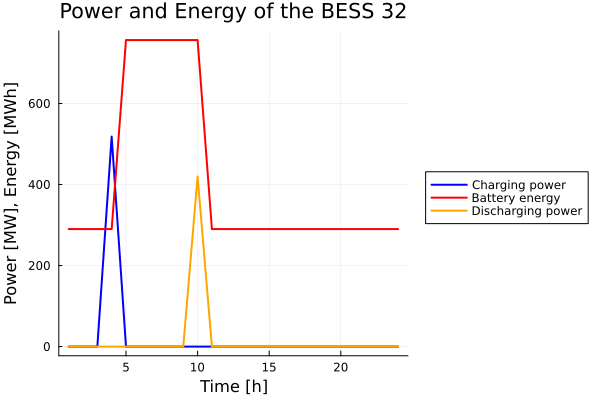 Power and Energy of the BESS 32
Power [MW], Energy [MWh]
600
400
200
0
5
10
15
20
Time [h]
Charging power
Battery energy
Discharging power